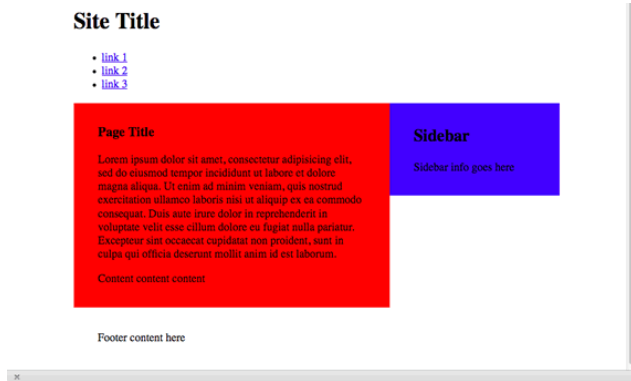 Site Title
link 1
link 2
link 3
Page Title
Lorem ipsum dolor sit amet, consectetur adipisicing elit,
sed do eiusmod tempor incididunt ut labore et dolore
magna aliqua. Ut enim ad minim veniam, quis nostrud
exercitation ullamco laboris nisi ut aliquip ex ea commodo
consequat. Duis aute irure dolor in reprehenderit in
voluptate velit esse cillum dolore eu fugiat nulla pariatur.
Excepteur sint occaecat cupidatat non proident, sunt in
culpa qui officia deserunt mollit anim id est laborum.
Content content content
Sidebar
Sidebar info goes here
Footer content here